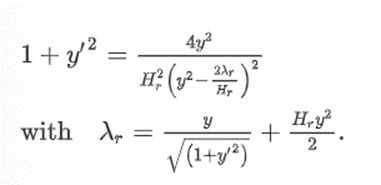 $1 + y'^2 = \frac{4y^2}{H_r^2 \left( y^2 - \frac{2\lambda_r}{H_r} \right)^2}$
with $\lambda_r = \frac{y}{\sqrt{(1+y'^2)}} + \frac{H_r y^2}{2}.$